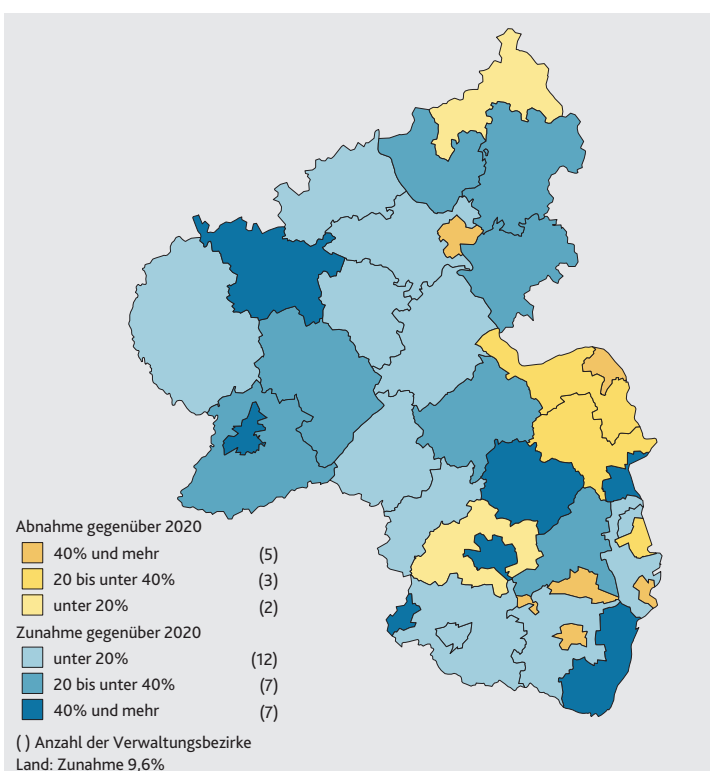 Abnahme gegenüber 2020
40% und mehr (5)
20 bis unter 40% (3)
unter 20% (2)
Zunahme gegenüber 2020
unter 20% (12)
20 bis unter 40% (7)
40% und mehr (7)
( ) Anzahl der Verwaltungsbezirke
Land: Zunahme 9,6%